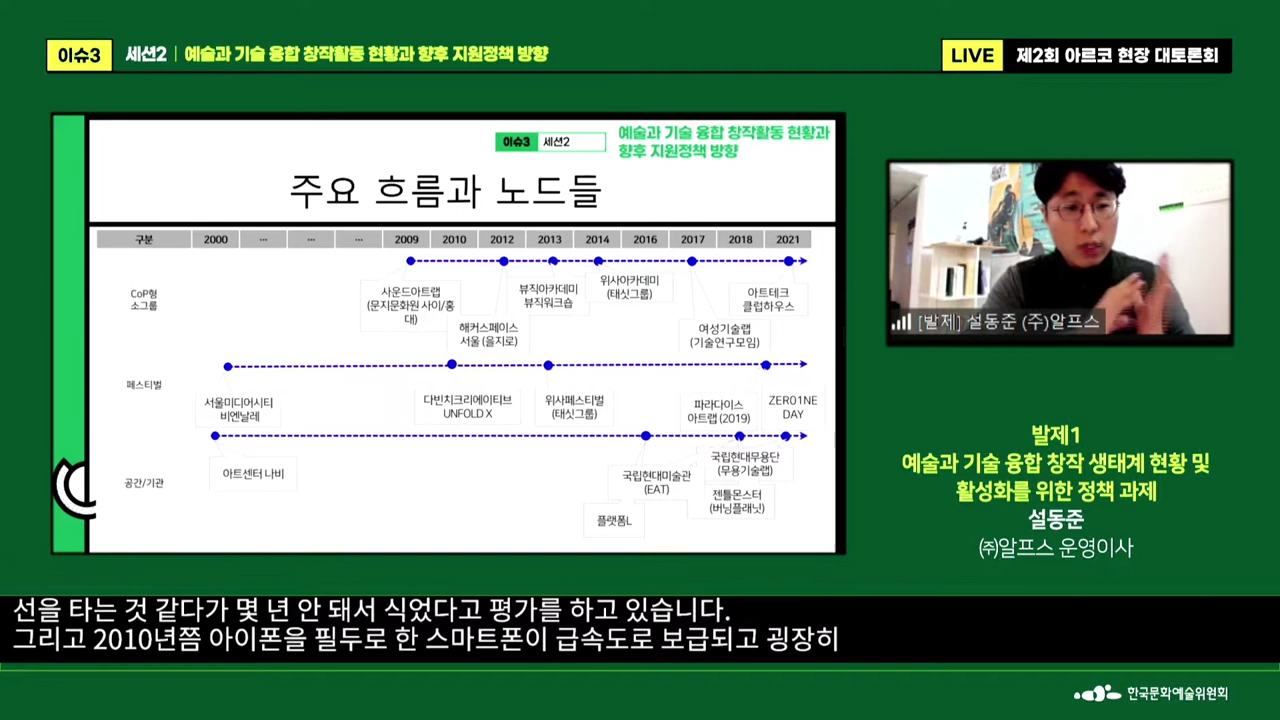 이슈3 세션2 | 예술과 기술 융합 창작활동 현황과 향후 지원정책 방향
LIVE 제2회 아르코 현장 대토론회
이슈3 세션2
예술과 기술 융합 창작활동 현황과
향후 지원정책 방향
주요 흐름과 노드들
구분 2000 ... ... ... 2009 2010 2012 2013 2014 2016 2017 2018 2021
CoP형
소그룹
사운드아트랩
(문지문화원 사이/홍
대)
해커스페이스
서울 (을지로)
뷰직아카데미
뷰직워크숍
위사아카데미
(태싯그룹)
여성기술랩
(기술연구모임)
아트테크
클럽하우스
페스티벌
서울미디어시티
비엔날레
다빈치크리에이티브
UNFOLD X
위사페스티벌
(태싯그룹)
파라다이스
아트랩 (2019)
ZER01NE
DAY
공간/기관
아트센터 나비
국립현대미술관
(EAT)
플랫폼L
국립현대무용단
(무용기술랩)
젠틀몬스터
(버닝플래닛)
[발제] 설동준 (주)알프스
발제1
예술과 기술 융합 창작 생태계 현황 및
활성화를 위한 정책 과제
설동준
㈜알프스 운영이사
선을 타는 것 같다가 몇 년 안 돼서 식었다고 평가를 하고 있습니다.
그리고 2010년쯤 아이폰을 필두로 한 스마트폰이 급속도로 보급되고 굉장히
한국문화예술위원회